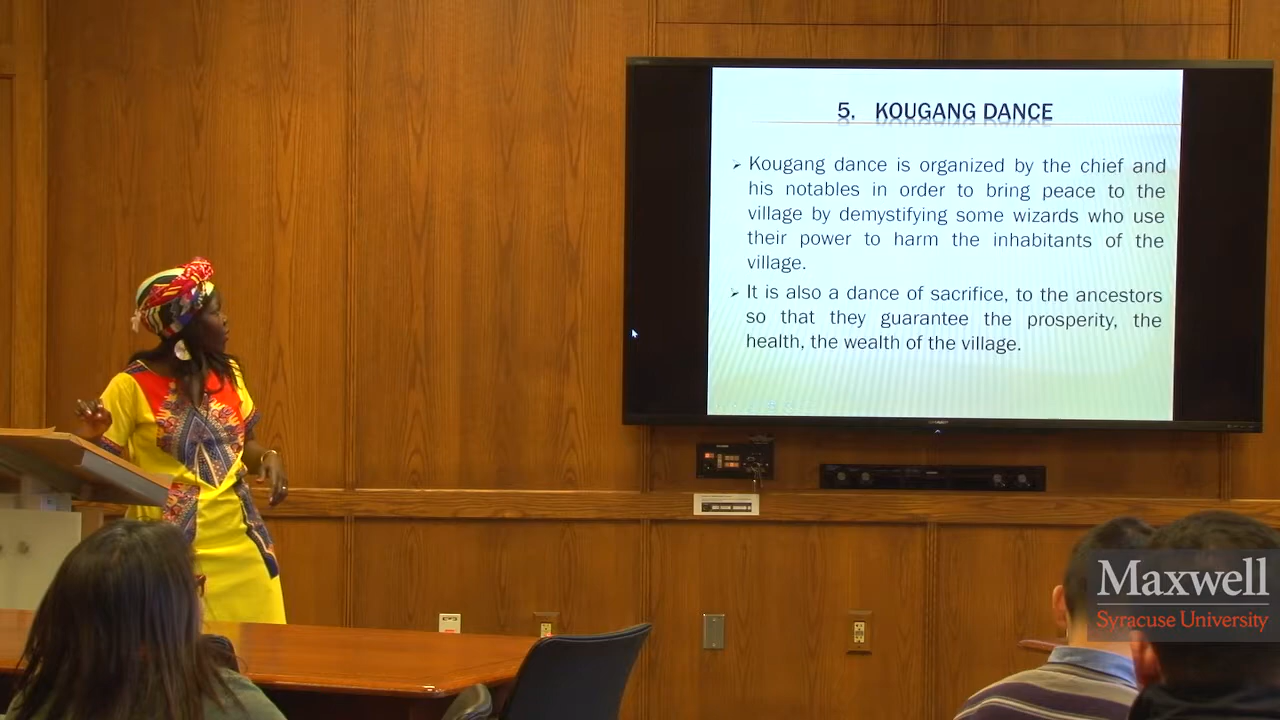 5. KOUGANG DANCE
➢ Kougang dance is organized by the chief and
his notables in order to bring peace to the
village by demystifying some wizards who use
their power to harm the inhabitants of the
village.
➢ It is also a dance of sacrifice, to the ancestors
so that they guarantee the prosperity, the
health, the wealth of the village.
Maxwell
Syracuse University